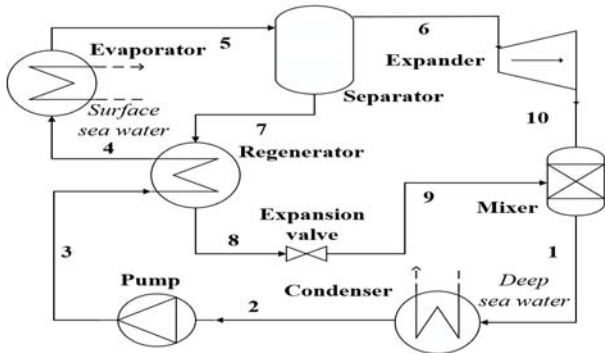 5
6
Evaporator
Expander
Separator
Surface
sea water
7
10
4
Regenerator
Expansion
valve
9
Mixer
3
8
1
Pump
Condenser
Deep
sea water
2